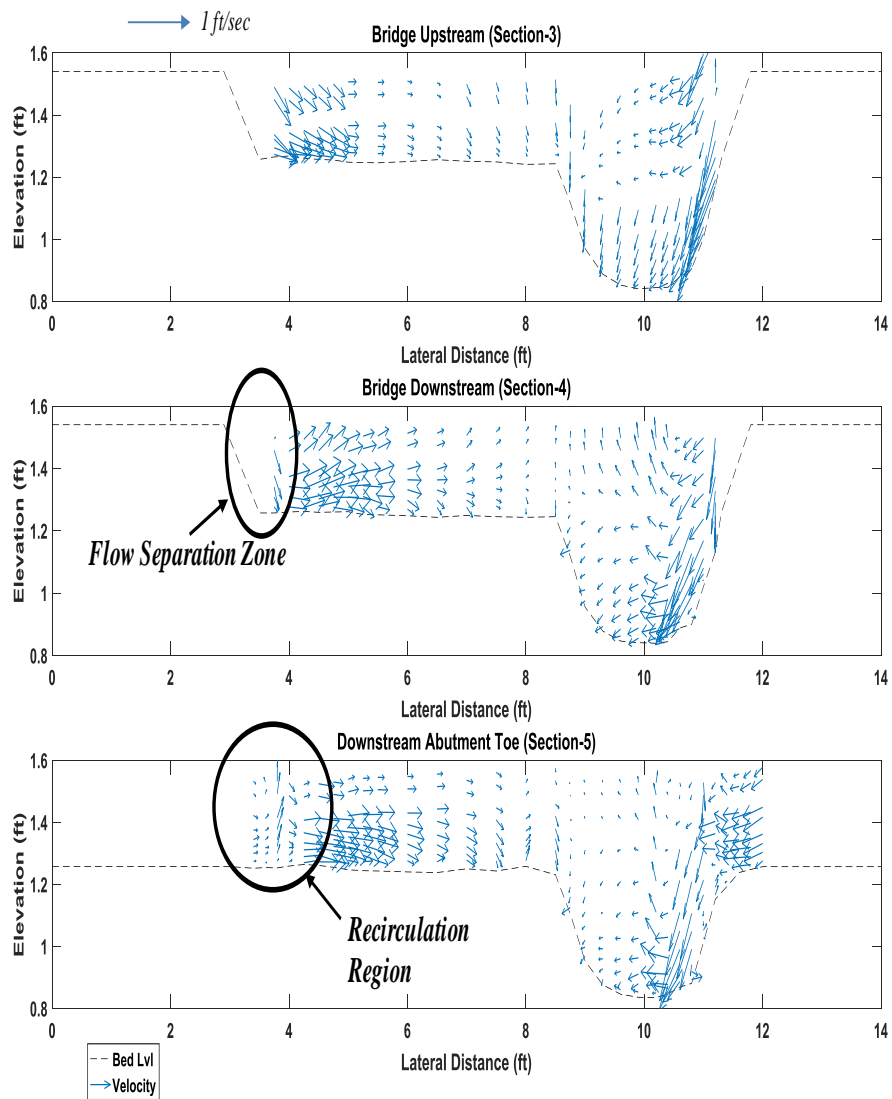 1 ft/sec
Bridge Upstream (Section-3)
1.6
1.4
1.2
1
0.8
Elevation (ft)
0 2 4 6 8 10 12 14
Lateral Distance (ft)
Bridge Downstream (Section-4)
1.6
1.4
1.2
1
0.8
Elevation (ft)
Flow Separation Zone
0 2 4 6 8 10 12 14
Lateral Distance (ft)
Downstream Abutment Toe (Section-5)
1.6
1.4
1.2
1
0.8
Elevation (ft)
Recirculation
Region
0 2 4 6 8 10 12 14
Lateral Distance (ft)
Bed Lvl
Velocity